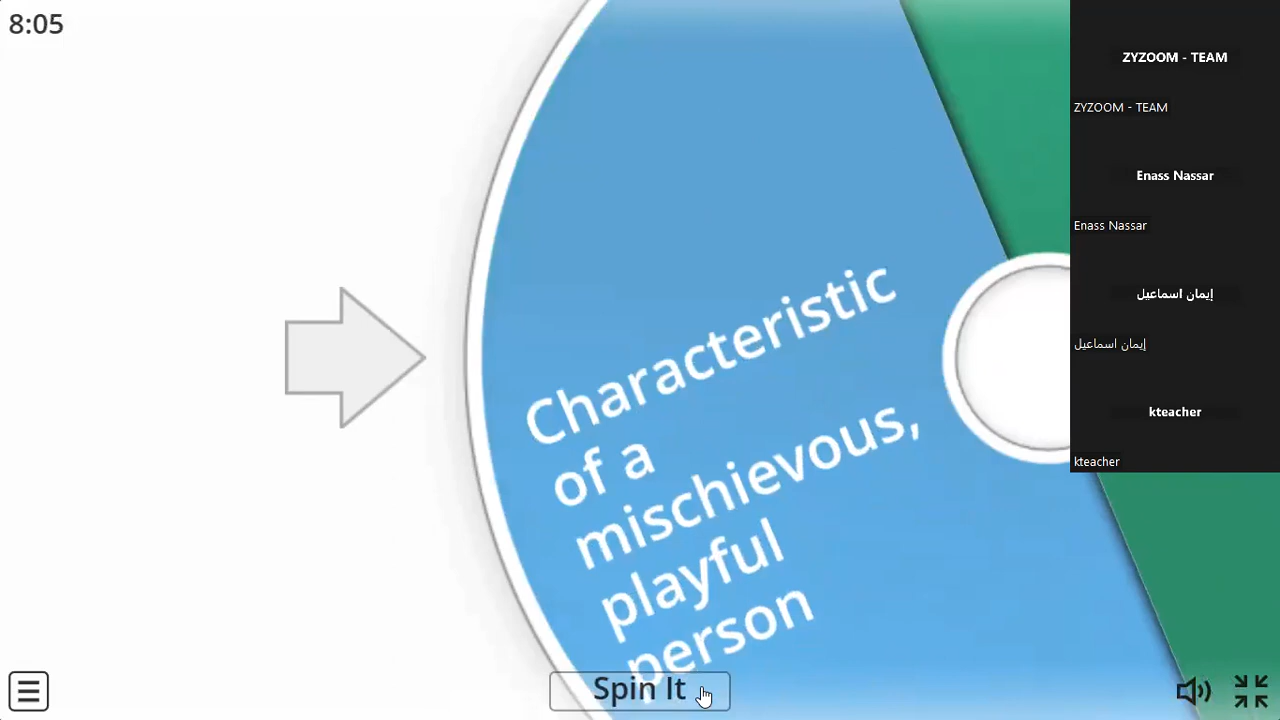 8:05
Characteristic
of a
mischievous,
playful
person
Spin It
ZYZOOM - TEAM
ZYZOOM - TEAM
Enass Nassar
Enass Nassar
إيمان اسماعيل
إيمان اسماعيل
kteacher
kteacher